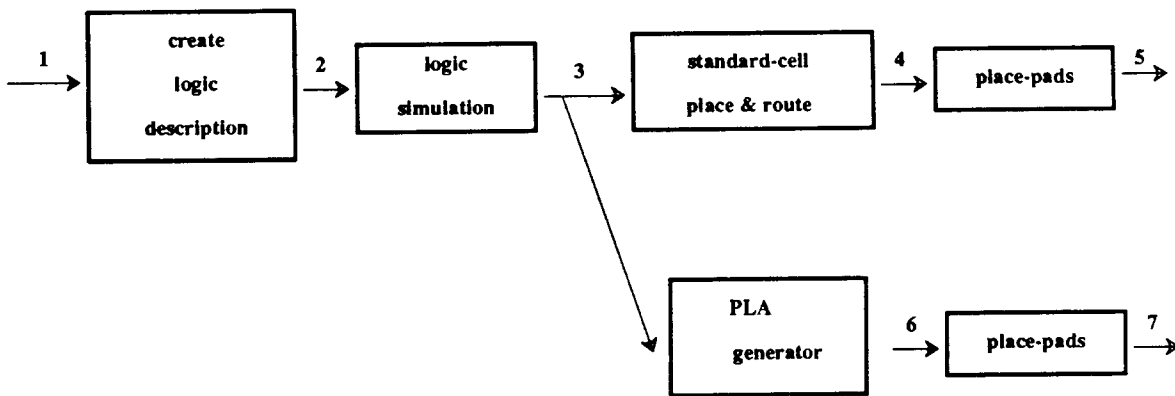 1
create
logic
description
2
logic
simulation
3
standard-cell
place & route
4
place-pads
5
PLA
generator
6
place-pads
7